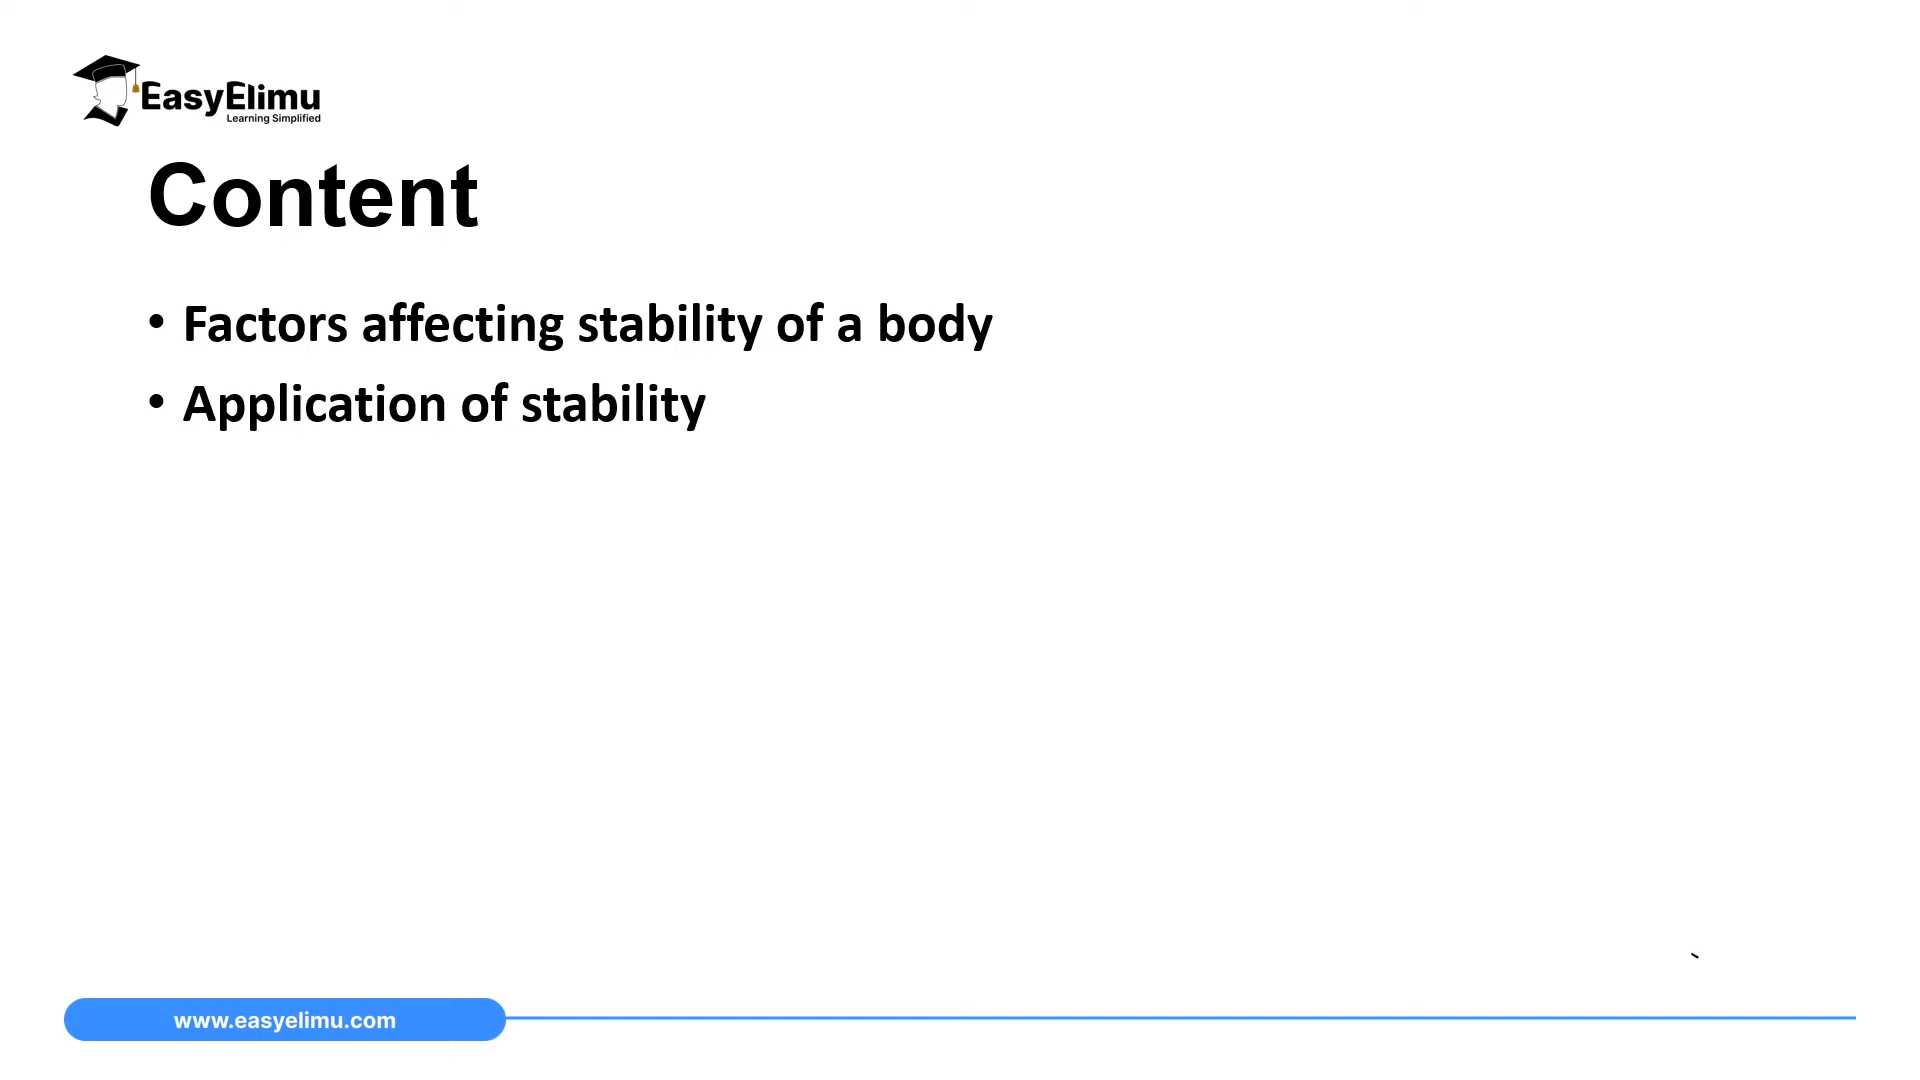 EasyElimu
Learning Simplified
Content
• Factors affecting stability of a body
• Application of stability
www.easyelimu.com